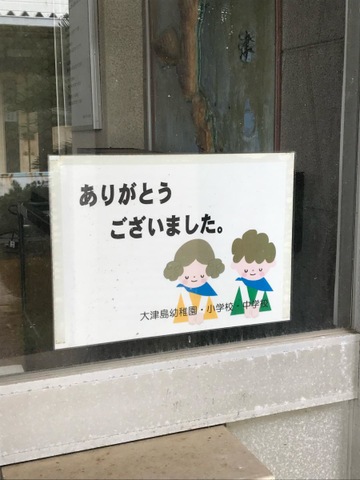 ありがとう
ございました。
大津島幼稚園・小学校・中学校